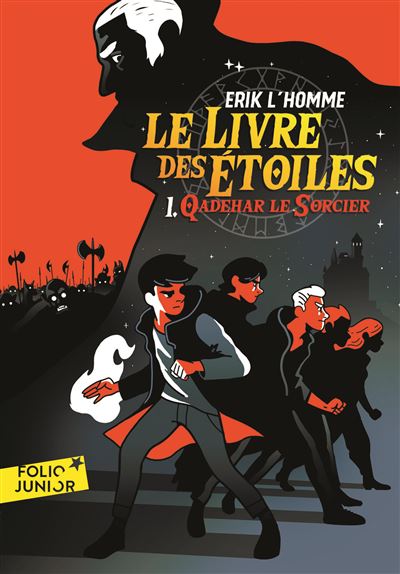 ERIK L'HOMME
LE LIVRE
DES ÉTOILES
1. QADEHAR LE SORCIER
FOLIO
JUNIOR